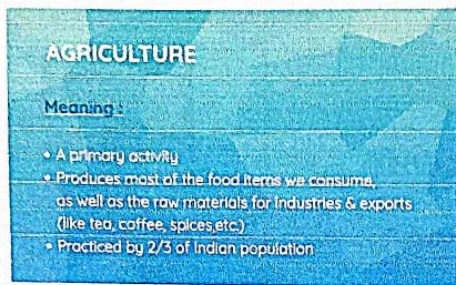 AGRICULTURE
Meaning :
• A primary activity
• Produces most of the food items we consume,
as well as the raw materials for industries & exports
(like tea, coffee, spices,etc.)
• Practiced by 2/3 of Indian population